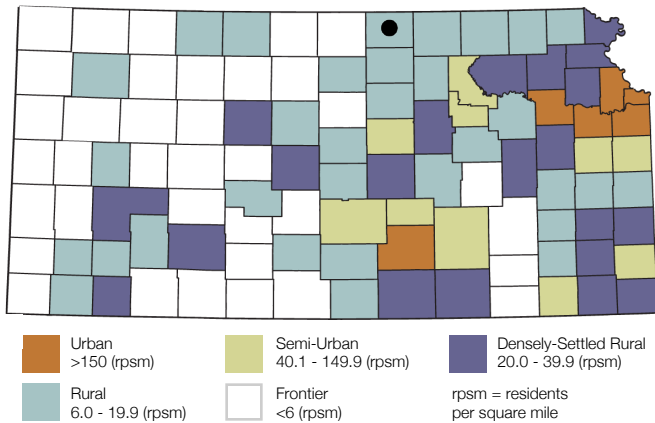 Urban
>150 (rpsm)
Semi-Urban
40.1 - 149.9 (rpsm)
Densely-Settled Rural
20.0 - 39.9 (rpsm)
Rural
6.0 - 19.9 (rpsm)
Frontier
<6 (rpsm)
rpsm = residents
per square mile